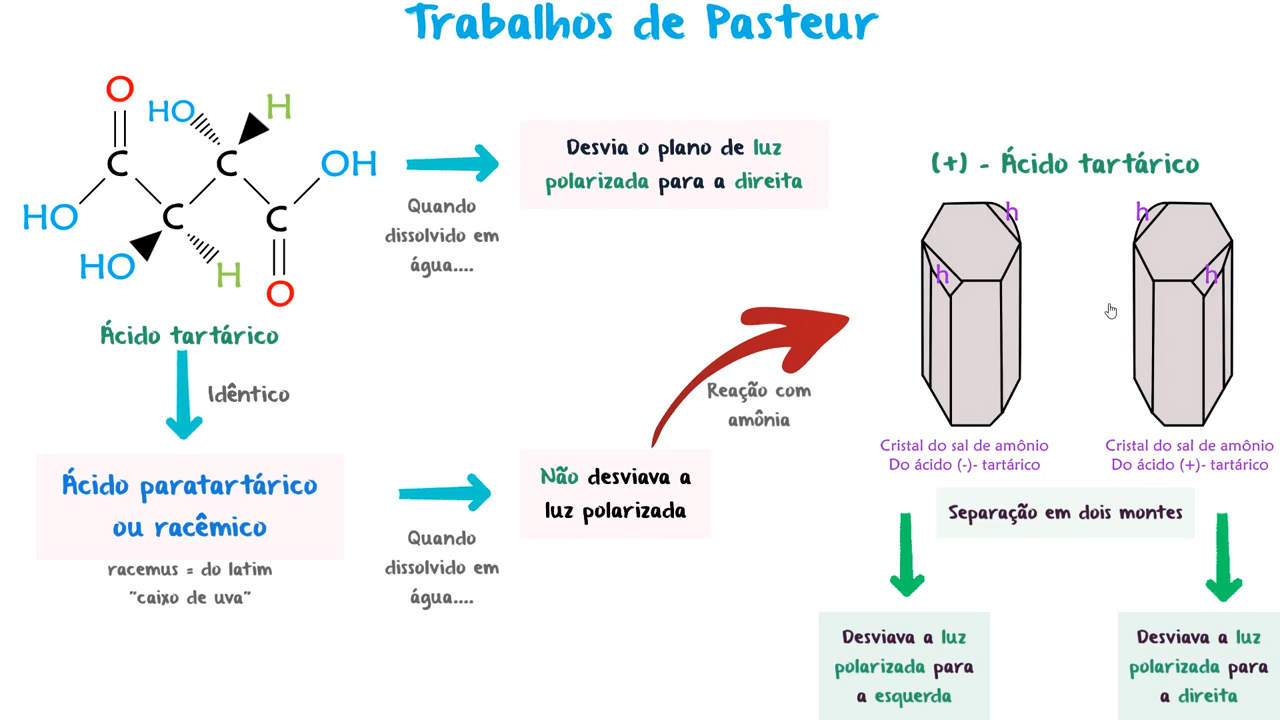 Trabalhos de Pasteur
O
HO
H
C
C
OH
HO
C
C
HO
H
O
Ácido tartárico
Idêntico
Ácido paratartárico
ou racêmico
racemus = do latim
"caixo de uva"
Quando
dissolvido em
água....
Desvia o plano de luz
polarizada para a direita
Quando
dissolvido em
água....
Não desviava a
luz polarizada
Reação com
amônia
(+) - Ácido tartárico
h
h
h
h
Cristal do sal de amônio
Do ácido (-)- tartárico
Cristal do sal de amônio
Do ácido (+)- tartárico
Separação em dois montes
Desviava a luz
polarizada para
a esquerda
Desviava a luz
polarizada para
a direita